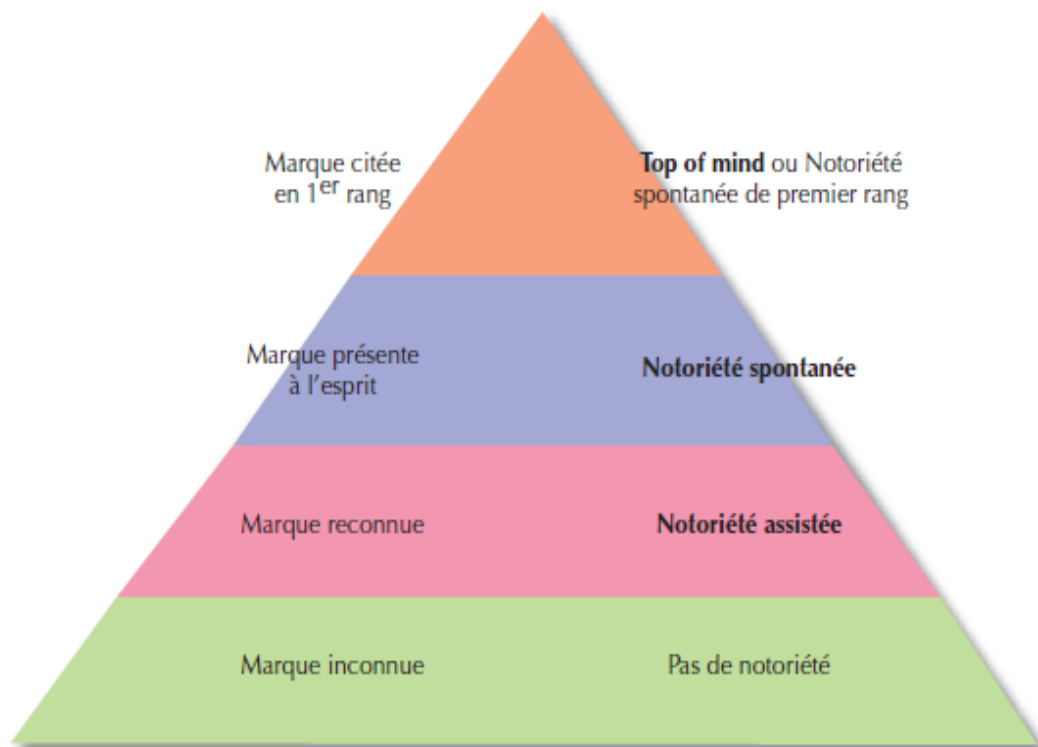 Marque citée
en 1er rang
Top of mind ou Notoriété
spontanée de premier rang
Marque présente
à l'esprit
Notoriété spontanée
Marque reconnue
Notoriété assistée
Marque inconnue
Pas de notoriété